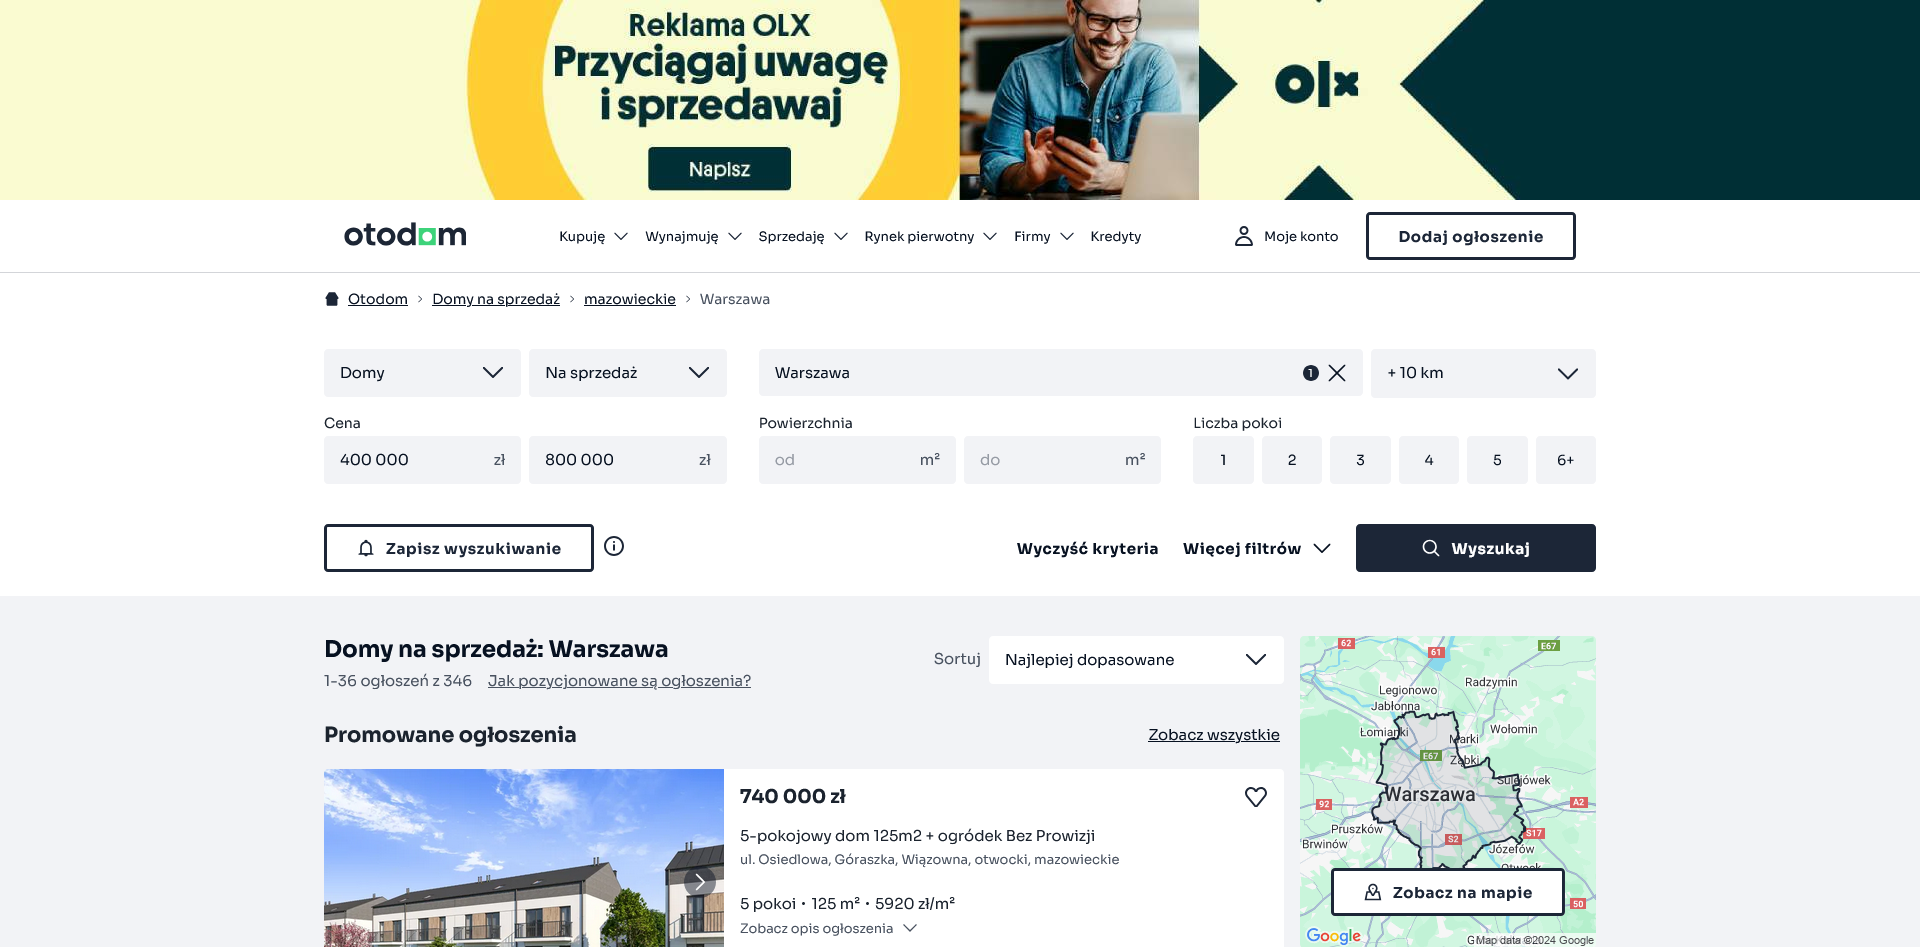 Reklama OLX
Przyciągaj uwagę
i sprzedawaj
Napisz
olx
otodom
Kupuję
Wynajmuję
Sprzedaję
Rynek pierwotny
Firmy
Kredyty
Moje konto
Dodaj ogłoszenie
Otodom > Domy na sprzedaż > mazowieckie > Warszawa
Domy
Na sprzedaż
Warszawa
1
+ 10 km
Cena
Powierzchnia
Liczba pokoi
400 000 zł
800 000 zł
od m²
do m²
1
2
3
4
5
6+
Zapisz wyszukiwanie
Wyczyść kryteria
Więcej filtrów
Wyszukaj
Domy na sprzedaż: Warszawa
1-36 ogłoszeń z 346
Jak pozycjonowane są ogłoszenia?
Sortuj
Najlepiej dopasowane
Promowane ogłoszenia
Zobacz wszystkie
740 000 zł
5-pokojowy dom 125m2 + ogródek Bez Prowizji
ul. Osiedlowa, Góraszka, Wiązowna, otwocki, mazowieckie
5 pokoi • 125 m² • 5920 zł/m²
Zobacz opis ogłoszenia
62
61
E67
Radzymin
Legionowo
Jabłonna
Wołomin
Łomianki
Marki
E67
Ząbki
Sulejówek
Warszawa
92
A2
Pruszków
S17
S2
Brwinów
Józefów
Otwock
Zobacz na mapie
50
Google
Map data ©2024 Google